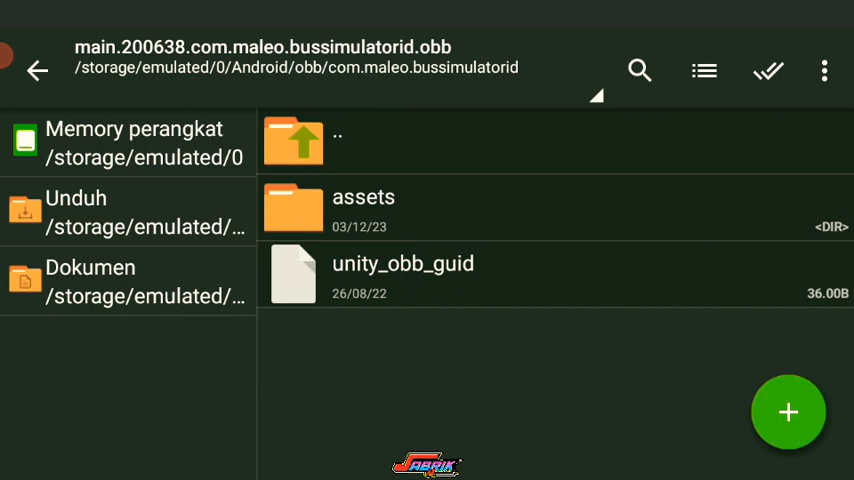 main.200638.com.maleo.bussimulatorid.obb
/storage/emulated/0/Android/obb/com.maleo.bussimulatorid
Memory perangkat
/storage/emulated/0
Unduh
/storage/emulated/...
Dokumen
/storage/emulated/...
..
assets
03/12/23
<DIR>
unity_obb_guid
26/08/22
36.00B
+